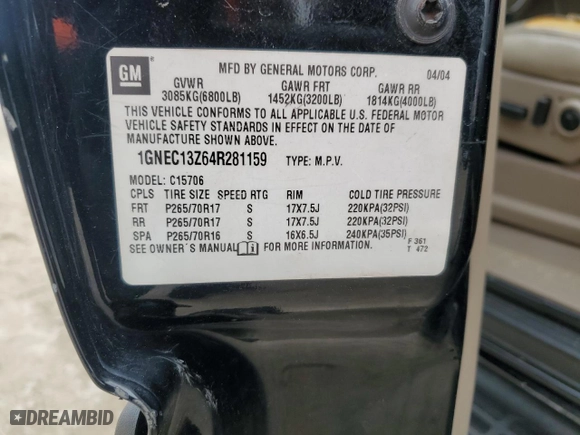 GM
MFD BY GENERAL MOTORS CORP. 04/04
GVWR GAWR FRT GAWR RR
3085KG(6800LB) 1452KG(3200LB) 1814KG(4000LB)
THIS VEHICLE CONFORMS TO ALL APPLICABLE U.S. FEDERAL MOTOR
VEHICLE SAFETY STANDARDS IN EFFECT ON THE DATE OF
MANUFACTURE SHOWN ABOVE.
1GNEC13Z64R281159 TYPE: M.P.V.
MODEL: C15706
CPLS TIRE SIZE SPEED RTG RIM COLD TIRE PRESSURE
FRT P265/70R17 S 17X7.5J 220KPA(32PSI)
RR P265/70R17 S 17X7.5J 220KPA(32PSI)
SPA P265/70R16 S 16X6.5J 240KPA(35PSI)
SEE OWNER'S MANUAL FOR MORE INFORMATION.
F 361
T 472
DREAMBID